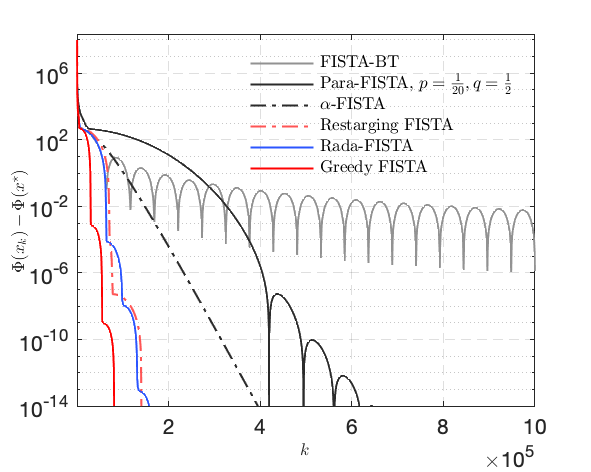 FISTA-BT
Para-FISTA, p = 1/20, q = 1/2
α-FISTA
Restarging FISTA
Rada-FISTA
Greedy FISTA
Φ(x_k) − Φ(x*)
10^6
10^2
10^-2
10^-6
10^-10
10^-14
2 4 6 8 10
k
×10^5